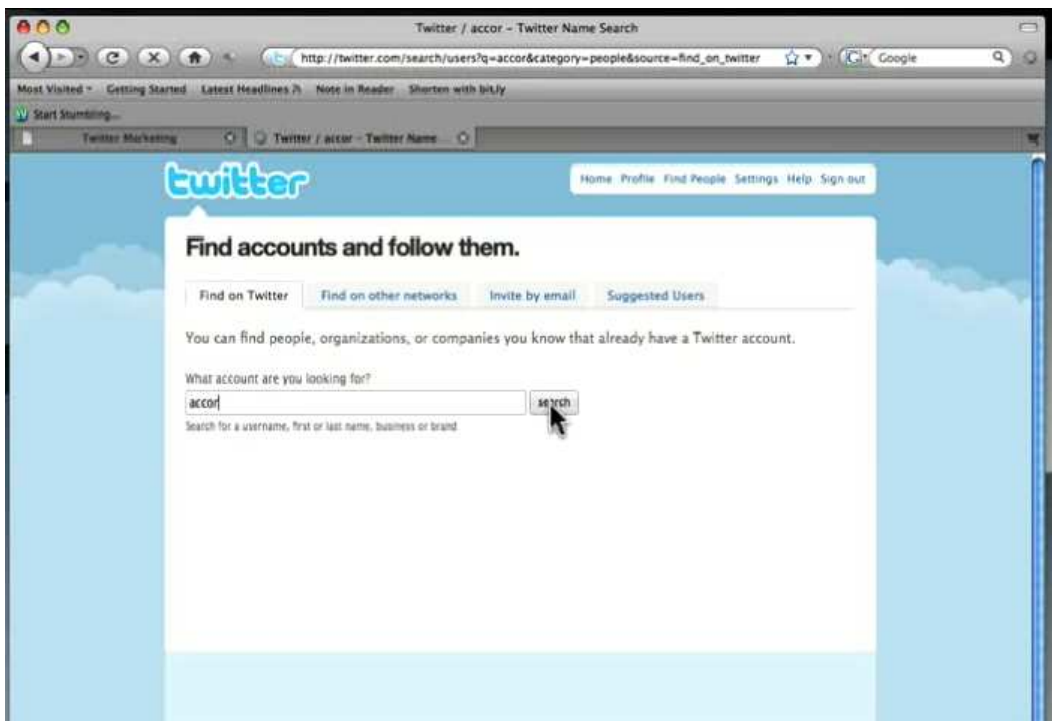 Twitter / accor – Twitter Name Search
http://twitter.com/search/users?q=accor&category=people&source=find_on_twitter
Google
Most Visited Getting Started Latest Headlines Note in Reader Shorten with bit.ly
Start Stumbling...
Twitter Marketing Twitter / accor – Twitter Name ...
twitter
Home Profile Find People Settings Help Sign out
Find accounts and follow them.
Find on Twitter Find on other networks Invite by email Suggested Users
You can find people, organizations, or companies you know that already have a Twitter account.
What account are you looking for?
accor search
Search for a username, first or last name, business or brand